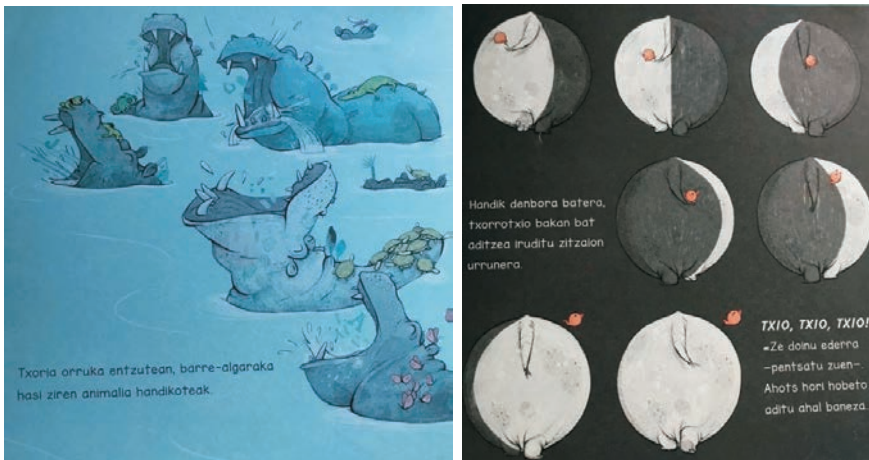 Txoria orruka entzutean, barre-algaraka
hasi ziren animalia handikoteak.
Handik denbora batera,
txorrotxio bakan bat
aditzea iruditu zitzaion
urrunera.
TXIO, TXIO, TXIO!
«Ze doinu ederra
–pentsatu zuen–.
Ahots hori hobeto
aditu ahal baneza.